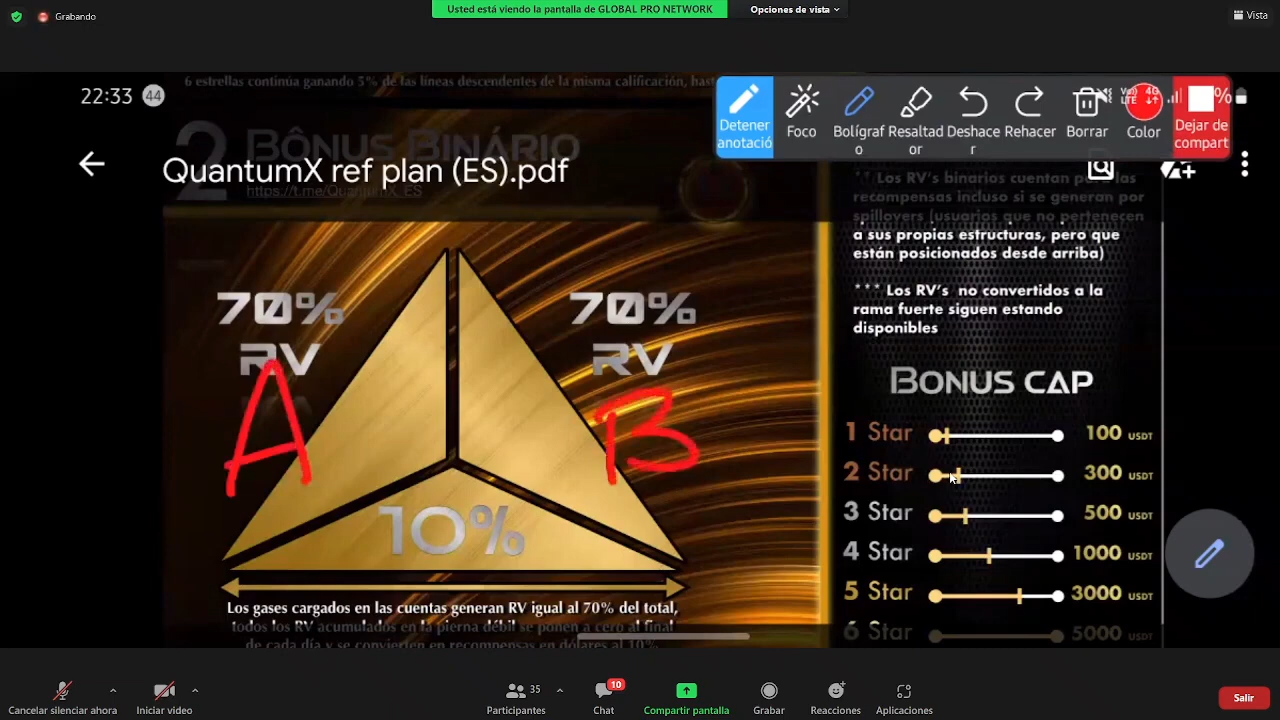 Grabando
Usted está viendo la pantalla de GLOBAL PRO NETWORK
Opciones de vista
Vista
6 estrellas continúa ganando 5% de las líneas descendentes de la misma calificación, hast
22:33 44
Detener anotació
Foco
Bolígraf o
Resaltad or
Deshace r
Rehacer
Borrar
Color
Dejar de compart
2 BÔNUS BINÁRIO
QuantumX ref plan (ES).pdf
https://t.me/QuantumX_ES
** Los RV's binarios cuentan para las
recompensas incluso si se generan por
spillovers (usuarios que no pertenecen
a sus propias estructuras, pero que
están posicionados desde arriba)
*** Los RV's no convertidos a la
rama fuerte siguen estando
disponibles
70%
RV
A
70%
RV
B
10%
Los gases cargados en las cuentas generan RV igual al 70% del total,
todos los RV acumulados en la pierna débil se ponen a cero al final
de cada día y se convierten en recompensas en dólares al 10%
BONUS CAP
1 Star 100 USDT
2 Star 300 USDT
3 Star 500 USDT
4 Star 1000 USDT
5 Star 3000 USDT
6 Star 5000 USDT
Cancelar silenciar ahora
Iniciar video
35
Participantes
10
Chat
Compartir pantalla
Grabar
Reacciones
Aplicaciones
Salir